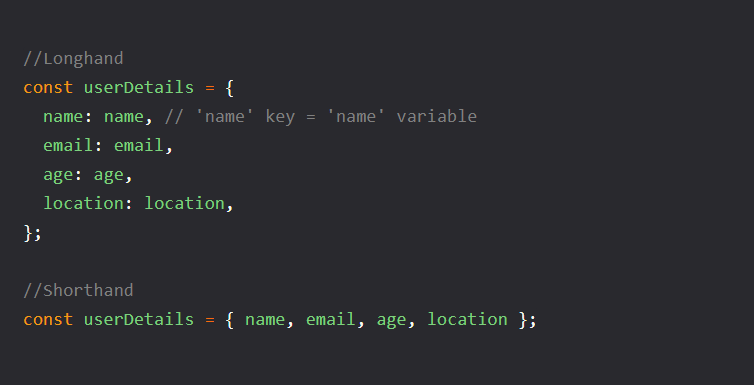 //Longhand
const userDetails = {
  name: name, // 'name' key = 'name' variable
  email: email,
  age: age,
  location: location,
};
//Shorthand
const userDetails = { name, email, age, location };